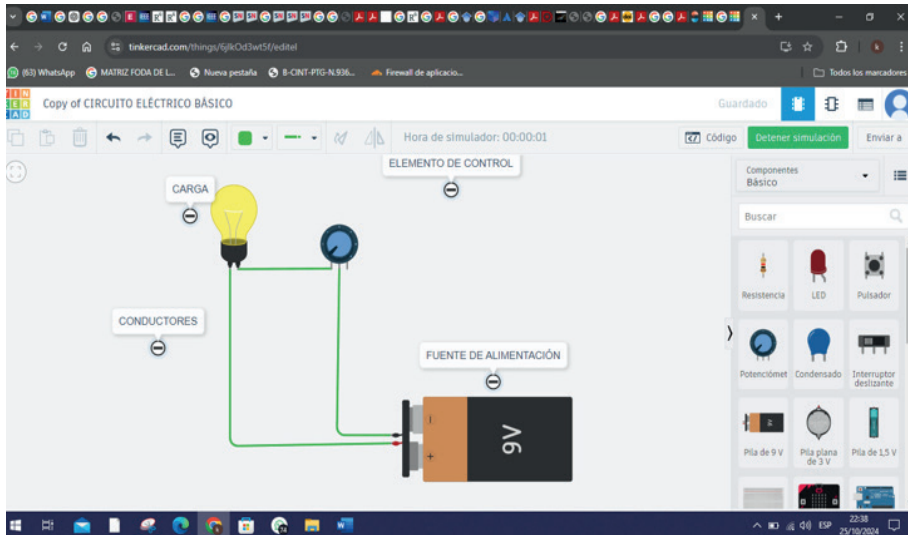 tinkercad.com/things/6jlkOd3wtSf/editel
(63) WhatsApp
MATRIZ FODA DE L...
Nueva pestaña
B-CINT-PTG-N.936...
Firewall de aplicacio...
Todos los marcadores
TIN
KER
CAD
Copy of CIRCUITO ELÉCTRICO BÀSICO
Guardado
Hora de simulador: 00:00:01
Código
Detener simulación
Enviar a
ELEMENTO DE CONTROL
CARGA
CONDUCTORES
FUENTE DE ALIMENTACIÓN
9V
Componentes
Básico
Buscar
Resistencia
LED
Pulsador
Potenciómet
Condensado
Interruptor
deslizante
Pila de 9 V
Pila plana
de 3 V
Pila de 1,5 V
ESP
22:38
25/10/2024